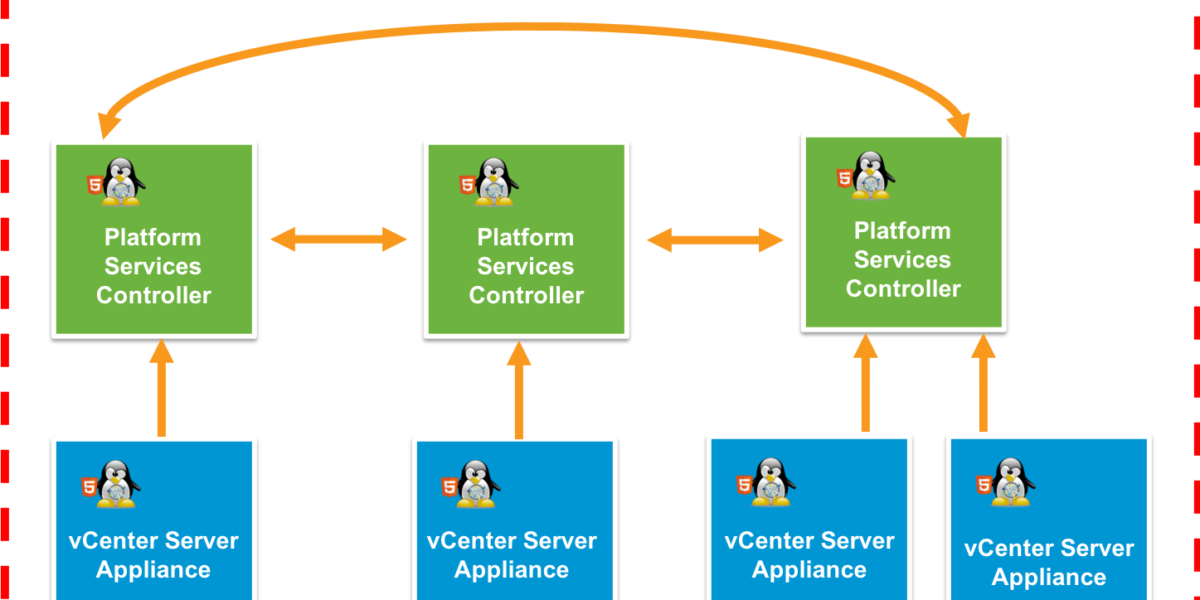 5
5
5
Platform
Services
Controller
Platform
Services
Controller
Platform
Services
Controller
5
5
5
5
vCenter Server
Appliance
vCenter Server
Appliance
vCenter Server
Appliance
vCenter Server
Appliance